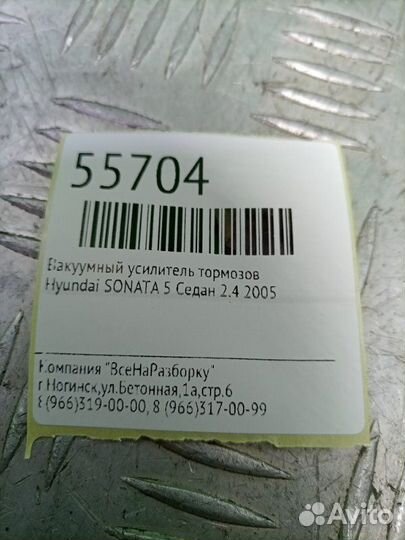 55704
Вакуумный усилитель тормозов
Hyundai SONATA 5 Седан 2.4 2005
Компания "ВсеНаРазборку"
г Ногинск,ул.Бетонная,1а,стр.6
8(966)319-00-00, 8 (966)317-00-99
Avito